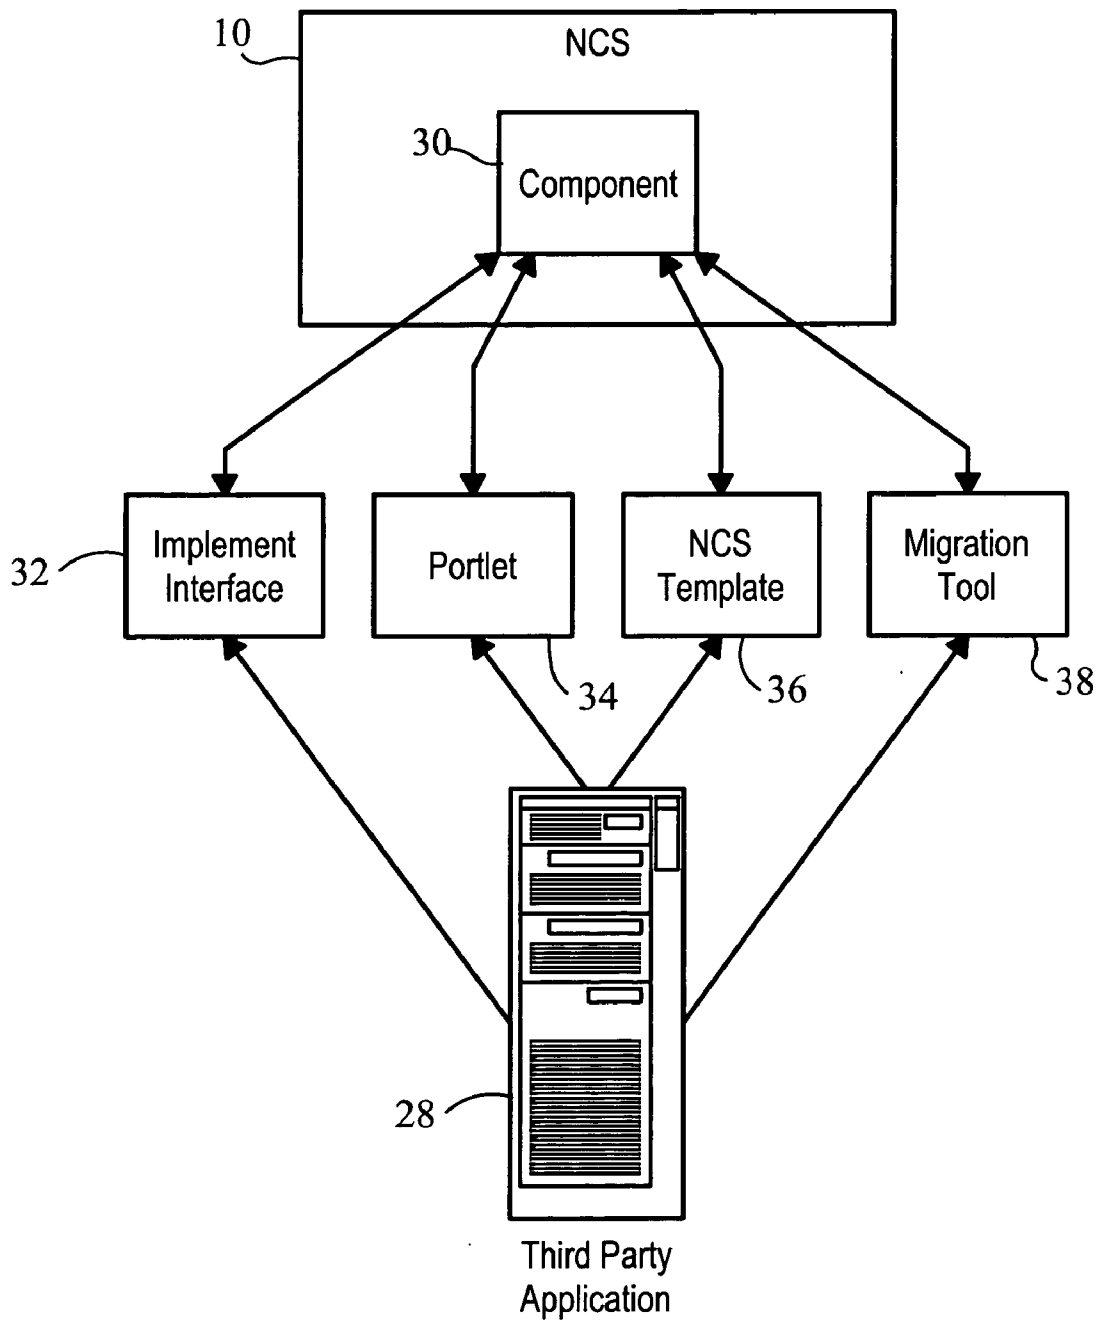 10
NCS
30
Component
32
Implement
Interface
Portlet
NCS
Template
Migration
Tool
34
36
38
28
Third Party
Application